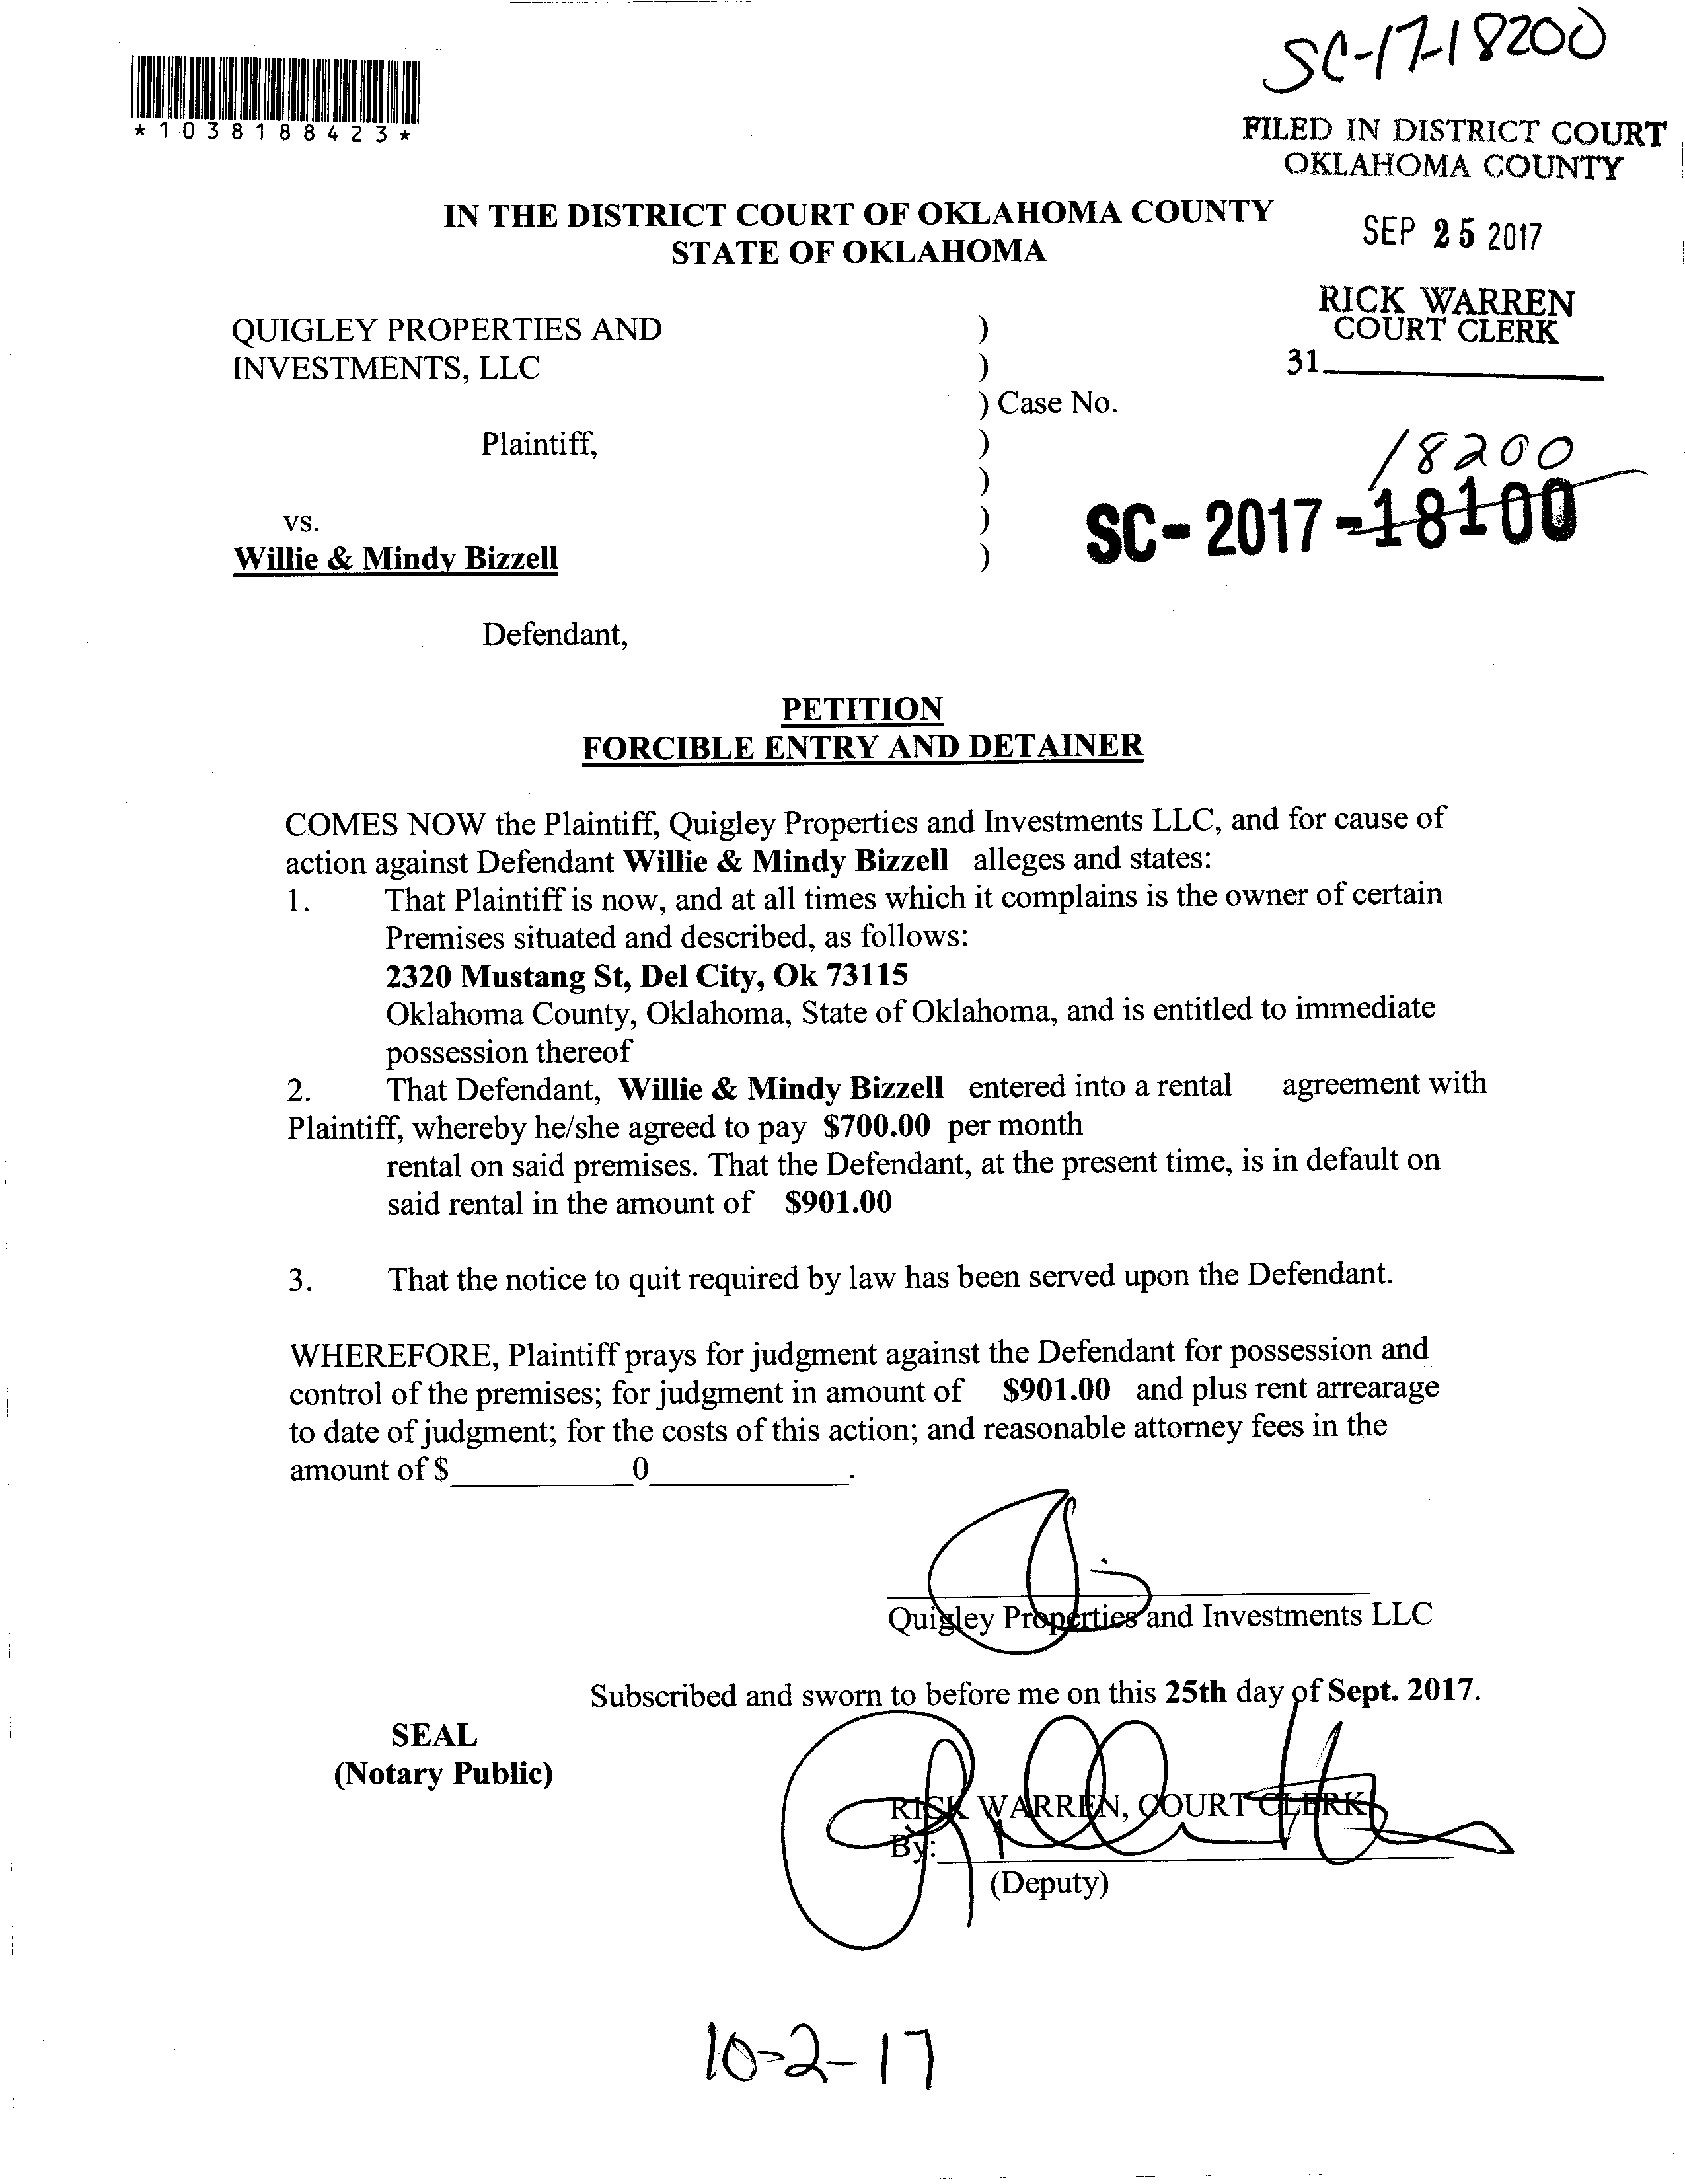 SC-17-18200
*1038188423*
FILED IN DISTRICT COURT
OKLAHOMA COUNTY
IN THE DISTRICT COURT OF OKLAHOMA COUNTY
STATE OF OKLAHOMA
SEP 25 2017
RICK WARREN
COURT CLERK
31
QUIGLEY PROPERTIES AND )
INVESTMENTS, LLC )
) Case No.
Plaintiff, )
)
18200
vs. )
SC-2017-18100
Willie & Mindy Bizzell )
Defendant,
PETITION
FORCIBLE ENTRY AND DETAINER
COMES NOW the Plaintiff, Quigley Properties and Investments LLC, and for cause of
action against Defendant Willie & Mindy Bizzell alleges and states:
1. That Plaintiff is now, and at all times which it complains is the owner of certain
Premises situated and described, as follows:
2320 Mustang St, Del City, Ok 73115
Oklahoma County, Oklahoma, State of Oklahoma, and is entitled to immediate
possession thereof
2. That Defendant, Willie & Mindy Bizzell entered into a rental agreement with
Plaintiff, whereby he/she agreed to pay $700.00 per month
rental on said premises. That the Defendant, at the present time, is in default on
said rental in the amount of $901.00
3. That the notice to quit required by law has been served upon the Defendant.
WHEREFORE, Plaintiff prays for judgment against the Defendant for possession and
control of the premises; for judgment in amount of $901.00 and plus rent arrearage
to date of judgment; for the costs of this action; and reasonable attorney fees in the
amount of $ 0 .
Quigley Properties and Investments LLC
Subscribed and sworn to before me on this 25th day of Sept. 2017.
SEAL
(Notary Public)
RICK WARREN, COURT CLERK
By:
(Deputy)
10-2-17